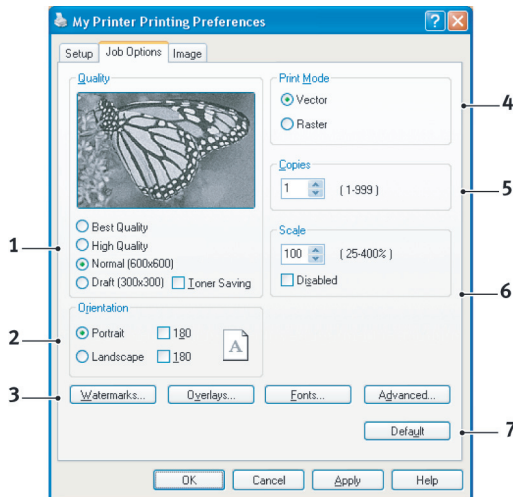 My Printer Printing Preferences
Setup Job Options Image
Quality
Best Quality
High Quality
Normal (600x600)
Draft (300x300) Toner Saving
Orientation
Portrait 180
Landscape 180
A
Print Mode
Vector
Raster
Copies
1 (1-999)
Scale
100 (25-400%)
Disabled
Watermarks... Overlays... Fonts... Advanced...
Default
OK Cancel Apply Help
1
2
3
4
5
6
7